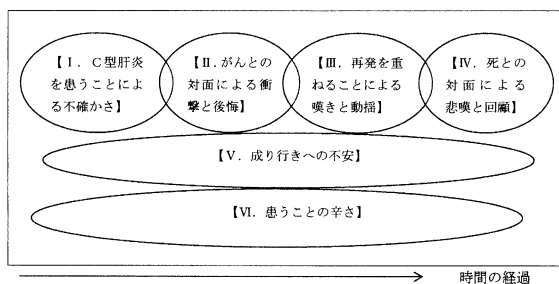 【Ⅰ．C型肝炎
を患うことによ
る不確かさ】
【Ⅱ．がんとの
対面による衝
撃と後悔】
【Ⅲ．再発を重
ねることによる
嘆きと動揺】
【Ⅳ．死との
対面による
悲嘆と回顧】
【Ⅴ．成り行きへの不安】
【Ⅵ．患うことの辛さ】
時間の経過